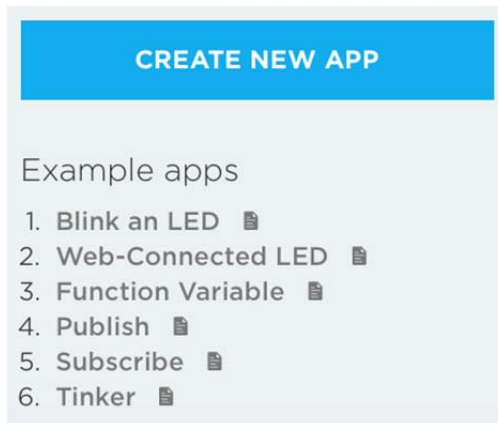 CREATE NEW APP
Example apps
1. Blink an LED
2. Web-Connected LED
3. Function Variable
4. Publish
5. Subscribe
6. Tinker